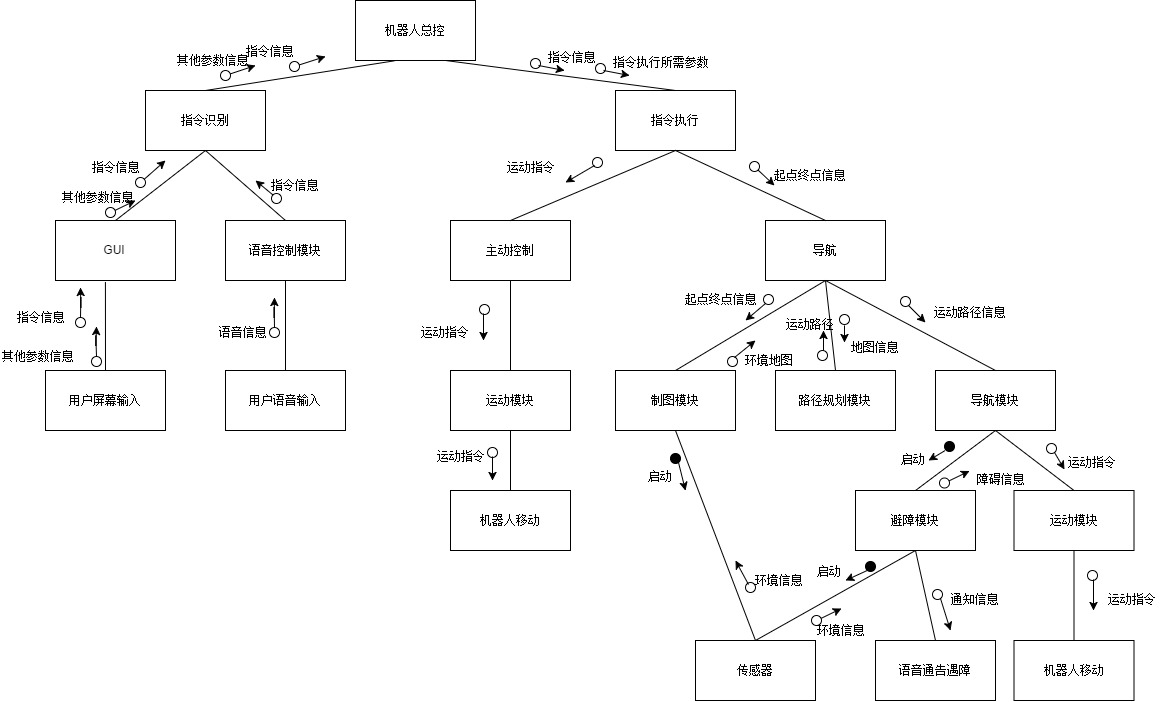 机器人总控
指令信息
其他参数信息
指令信息
指令执行所需参数
指令识别
指令执行
指令信息
运动指令
起点终点信息
其他参数信息
指令信息
GUI
语音控制模块
主动控制
导航
起点终点信息
运动路径信息
指令信息
语音信息
运动指令
运动路径
地图信息
其他参数信息
环境地图
用户屏幕输入
用户语音输入
运动模块
制图模块
路径规划模块
导航模块
运动指令
启动
启动
运动指令
障碍信息
机器人移动
避障模块
运动模块
环境信息
启动
通知信息
运动指令
环境信息
传感器
语音通告遇障
机器人移动